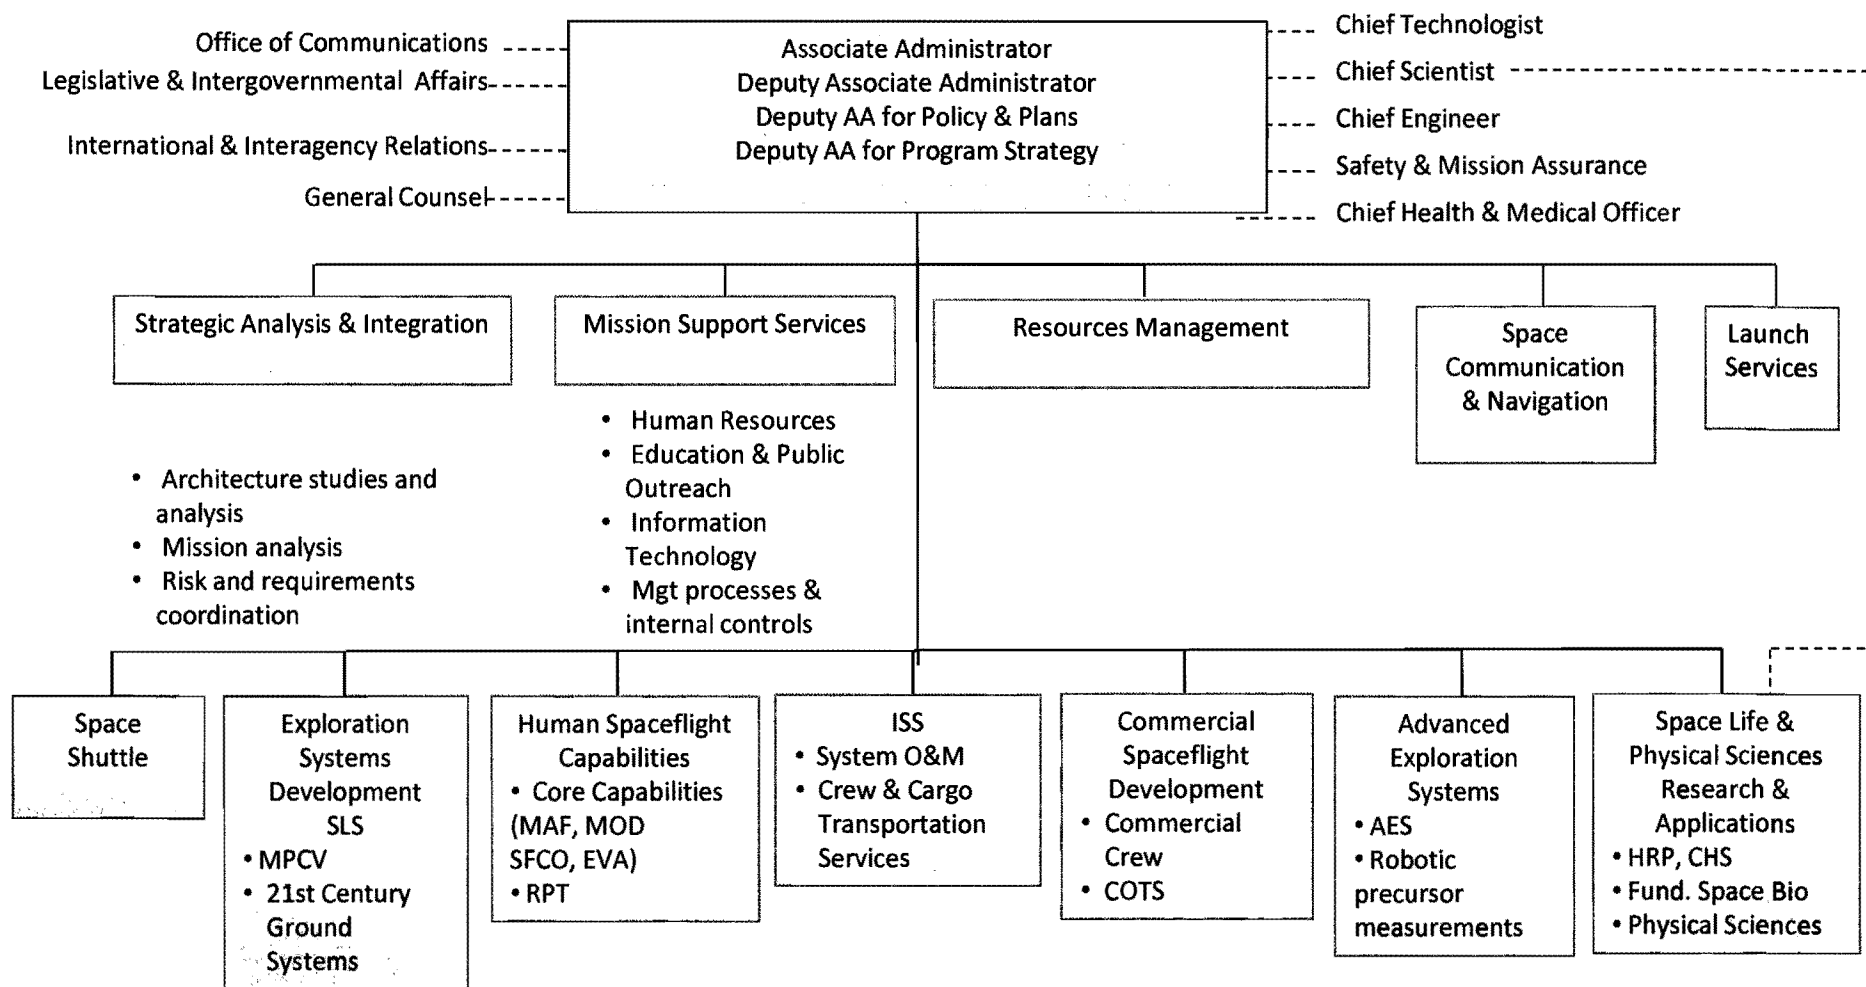 Office of Communications
Legislative & Intergovernmental Affairs
International & Interagency Relations
General Counsel
Associate Administrator
Deputy Associate Administrator
Deputy AA for Policy & Plans
Deputy AA for Program Strategy
Chief Technologist
Chief Scientist
Chief Engineer
Safety & Mission Assurance
Chief Health & Medical Officer
Strategic Analysis & Integration
• Architecture studies and
analysis
• Mission analysis
• Risk and requirements
coordination
Mission Support Services
• Human Resources
• Education & Public
Outreach
• Information
Technology
• Mgt processes &
internal controls
Resources Management
Space
Communication
& Navigation
Launch
Services
Space
Shuttle
Exploration
Systems
Development
SLS
• MPCV
• 21st Century
Ground
Systems
Human Spaceflight
Capabilities
• Core Capabilities
(MAF, MOD
SFCO, EVA)
• RPT
ISS
• System O&M
• Crew & Cargo
Transportation
Services
Commercial
Spaceflight
Development
• Commercial
Crew
• COTS
Advanced
Exploration
Systems
• AES
• Robotic
precursor
measurements
Space Life &
Physical Sciences
Research &
Applications
• HRP, CHS
• Fund. Space Bio
• Physical Sciences